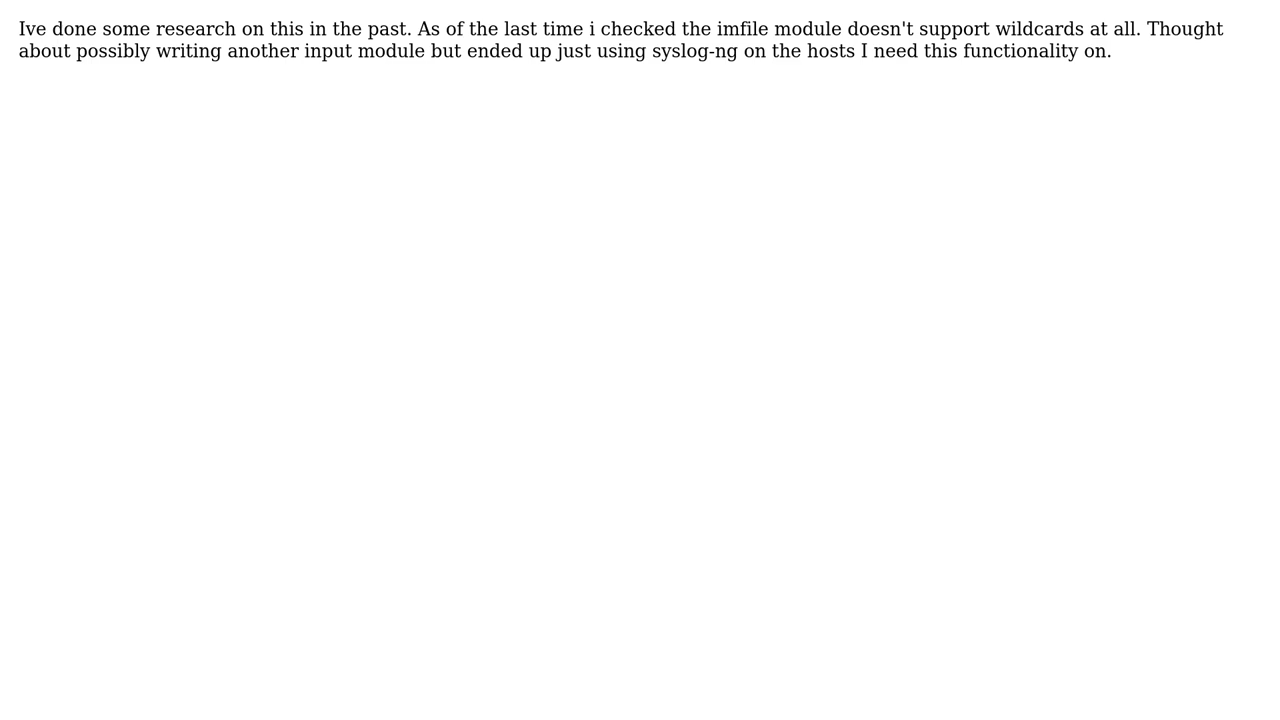 Ive done some research on this in the past. As of the last time i checked the imfile module doesn't support wildcards at all. Thought
about possibly writing another input module but ended up just using syslog-ng on the hosts I need this functionality on.